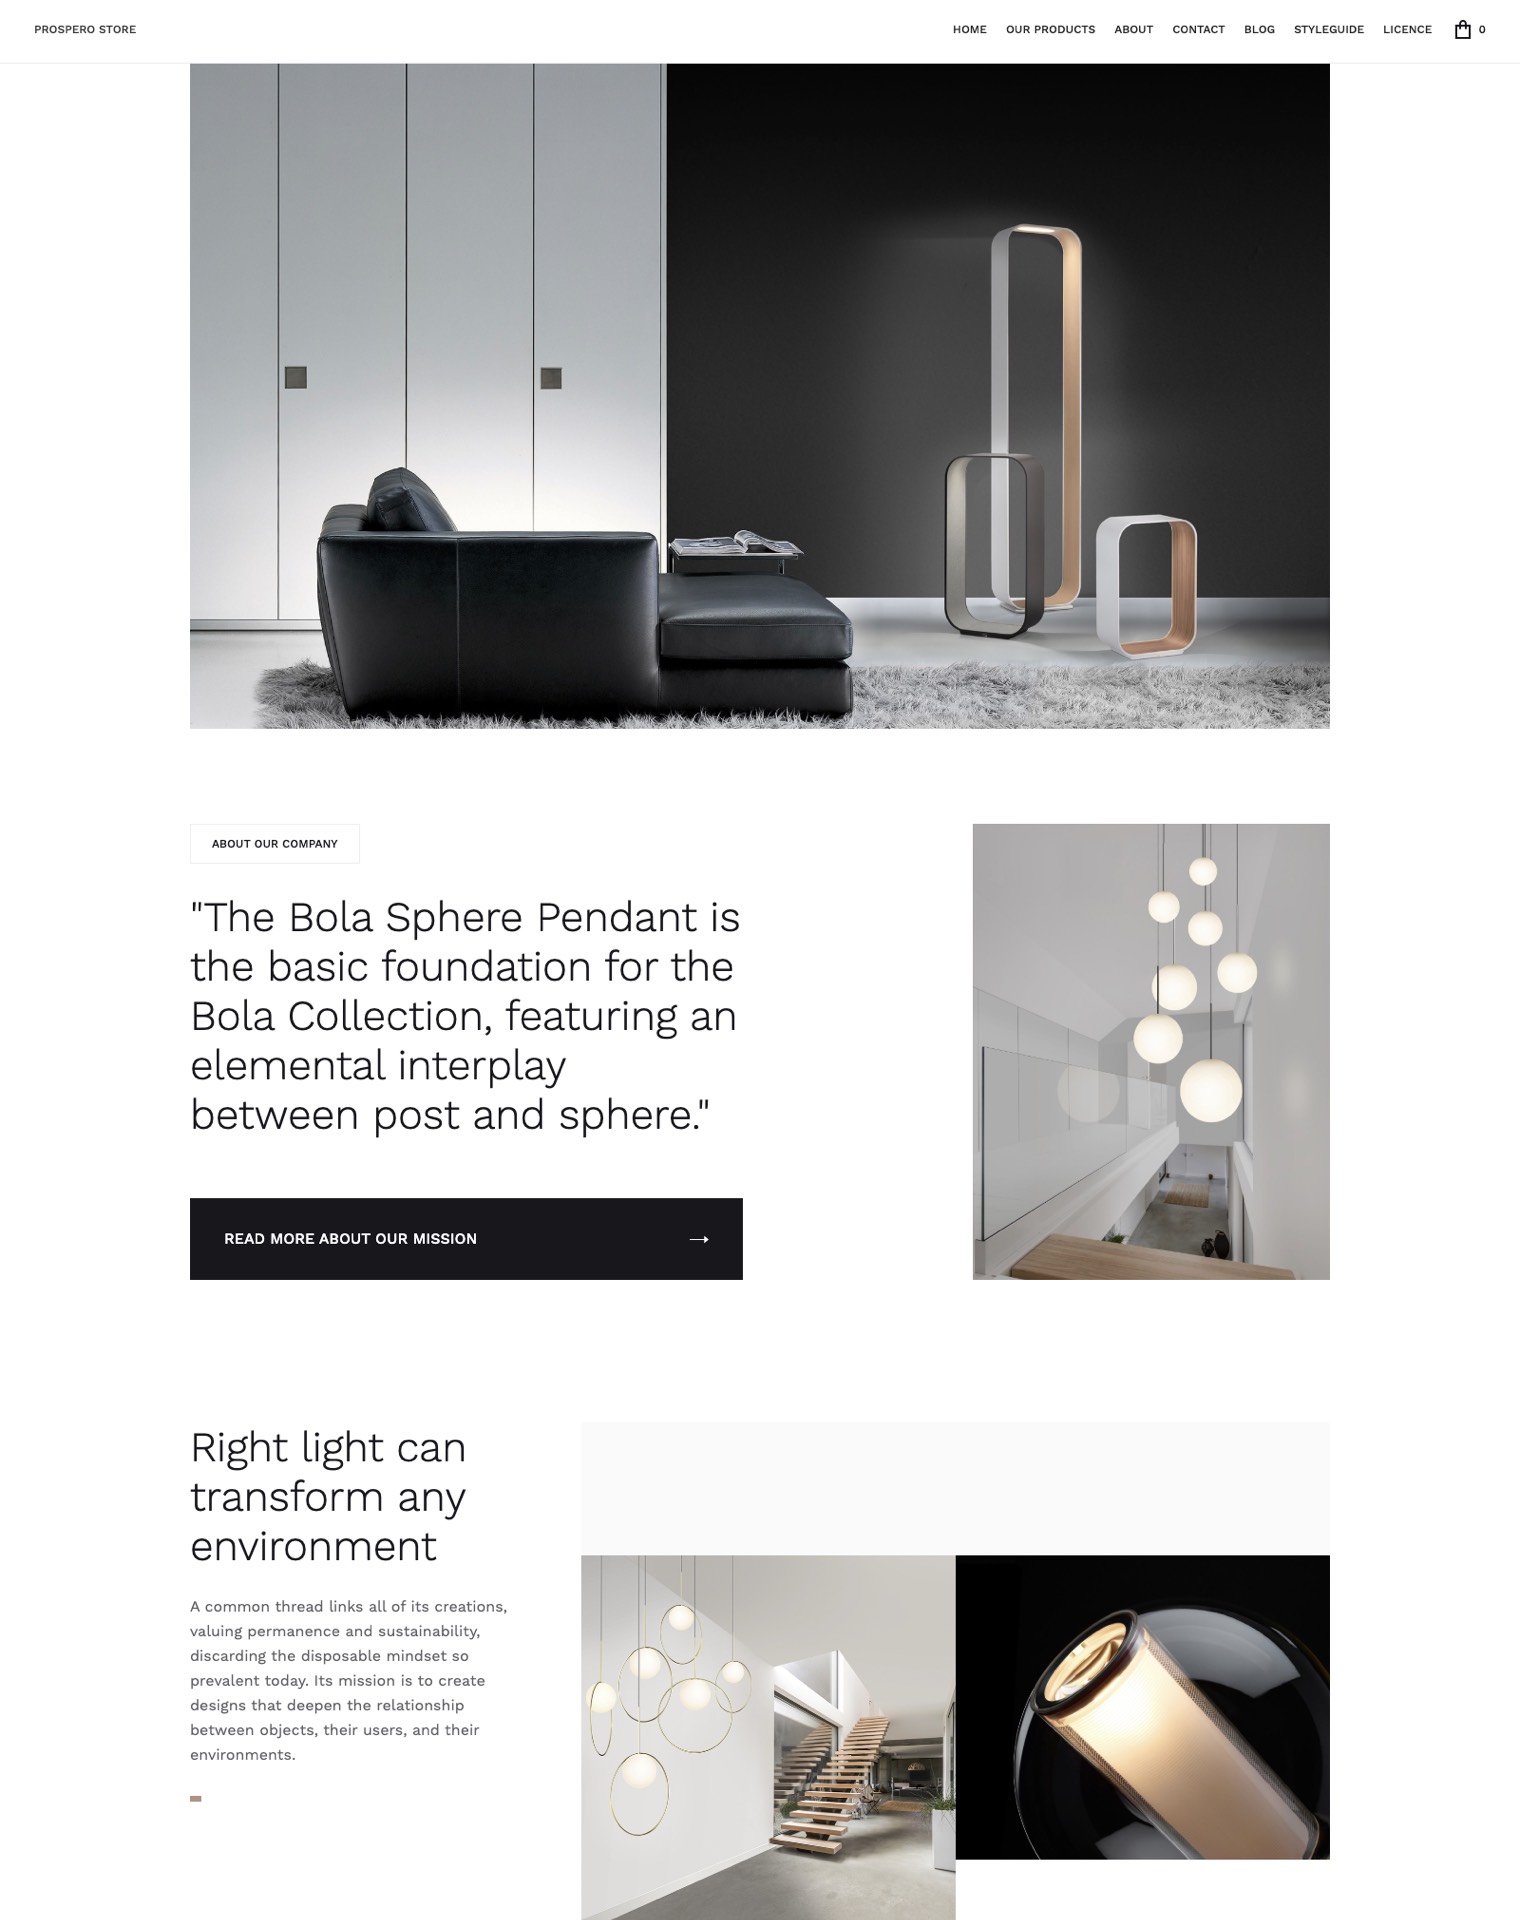 PROSPERO STORE
HOME OUR PRODUCTS ABOUT CONTACT BLOG STYLEGUIDE LICENCE 0
ABOUT OUR COMPANY
"The Bola Sphere Pendant is
the basic foundation for the
Bola Collection, featuring an
elemental interplay
between post and sphere."
READ MORE ABOUT OUR MISSION
Right light can
transform any
environment
A common thread links all of its creations,
valuing permanence and sustainability,
discarding the disposable mindset so
prevalent today. Its mission is to create
designs that deepen the relationship
between objects, their users, and their
environments.